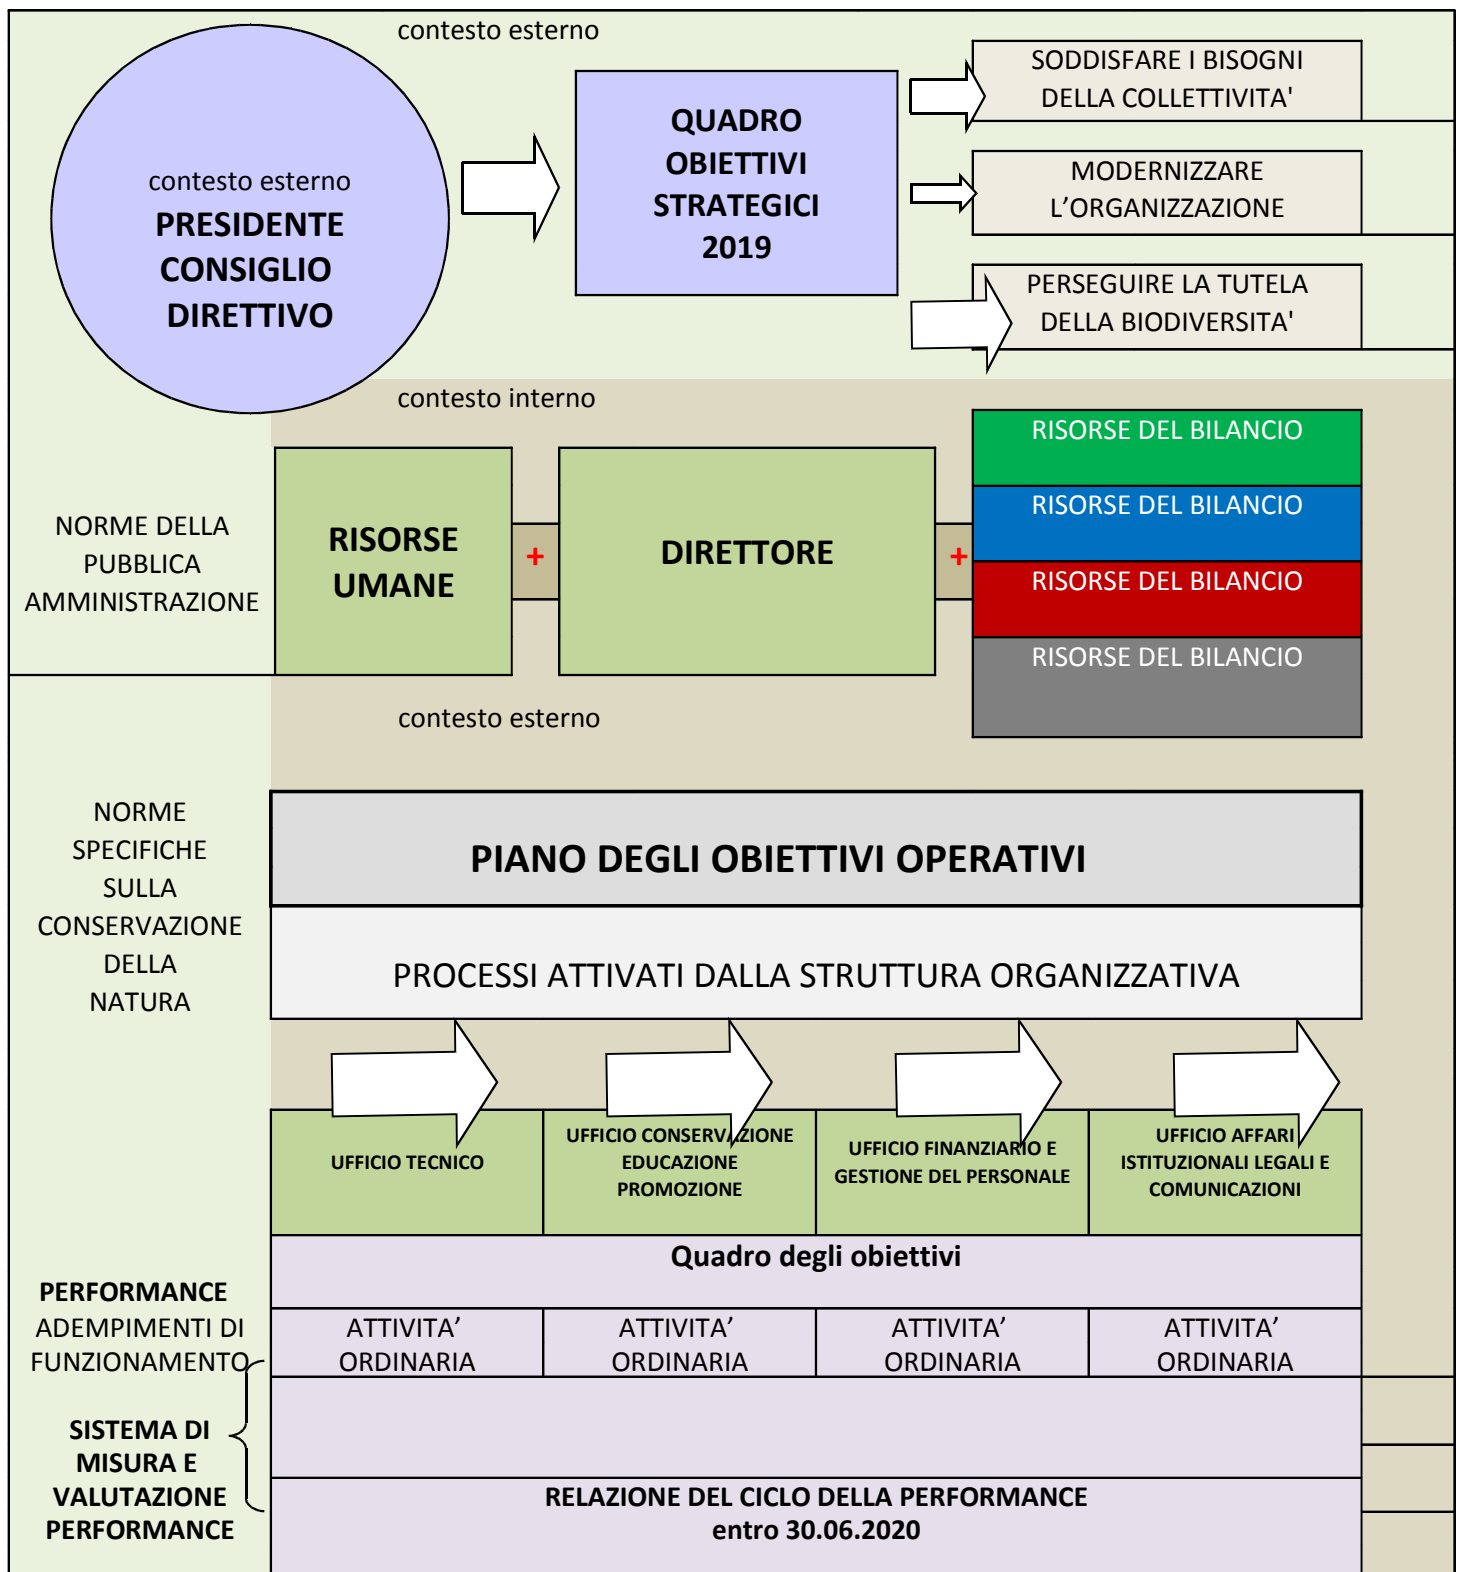 contesto esterno
contesto esterno
PRESIDENTE
CONSIGLIO
DIRETTIVO
QUADRO
OBIETTIVI
STRATEGICI
2019
SODDISFARE I BISOGNI
DELLA COLLETTIVITA'
MODERNIZZARE
L’ORGANIZZAZIONE
PERSEGUIRE LA TUTELA
DELLA BIODIVERSITA'
contesto interno
NORME DELLA
PUBBLICA
AMMINISTRAZIONE
RISORSE
UMANE
+
DIRETTORE
+
RISORSE DEL BILANCIO
RISORSE DEL BILANCIO
RISORSE DEL BILANCIO
RISORSE DEL BILANCIO
contesto esterno
NORME
SPECIFICHE
SULLA
CONSERVAZIONE
DELLA
NATURA
PIANO DEGLI OBIETTIVI OPERATIVI
PROCESSI ATTIVATI DALLA STRUTTURA ORGANIZZATIVA
UFFICIO TECNICO
UFFICIO CONSERVAZIONE
EDUCAZIONE
PROMOZIONE
UFFICIO FINANZIARIO E
GESTIONE DEL PERSONALE
UFFICIO AFFARI
ISTITUZIONALI LEGALI E
COMUNICAZIONI
Quadro degli obiettivi
PERFORMANCE
ADEMPIMENTI DI
FUNZIONAMENTO
ATTIVITA’
ORDINARIA
ATTIVITA’
ORDINARIA
ATTIVITA’
ORDINARIA
ATTIVITA’
ORDINARIA
SISTEMA DI
MISURA E
VALUTAZIONE
PERFORMANCE
RELAZIONE DEL CICLO DELLA PERFORMANCE
entro 30.06.2020